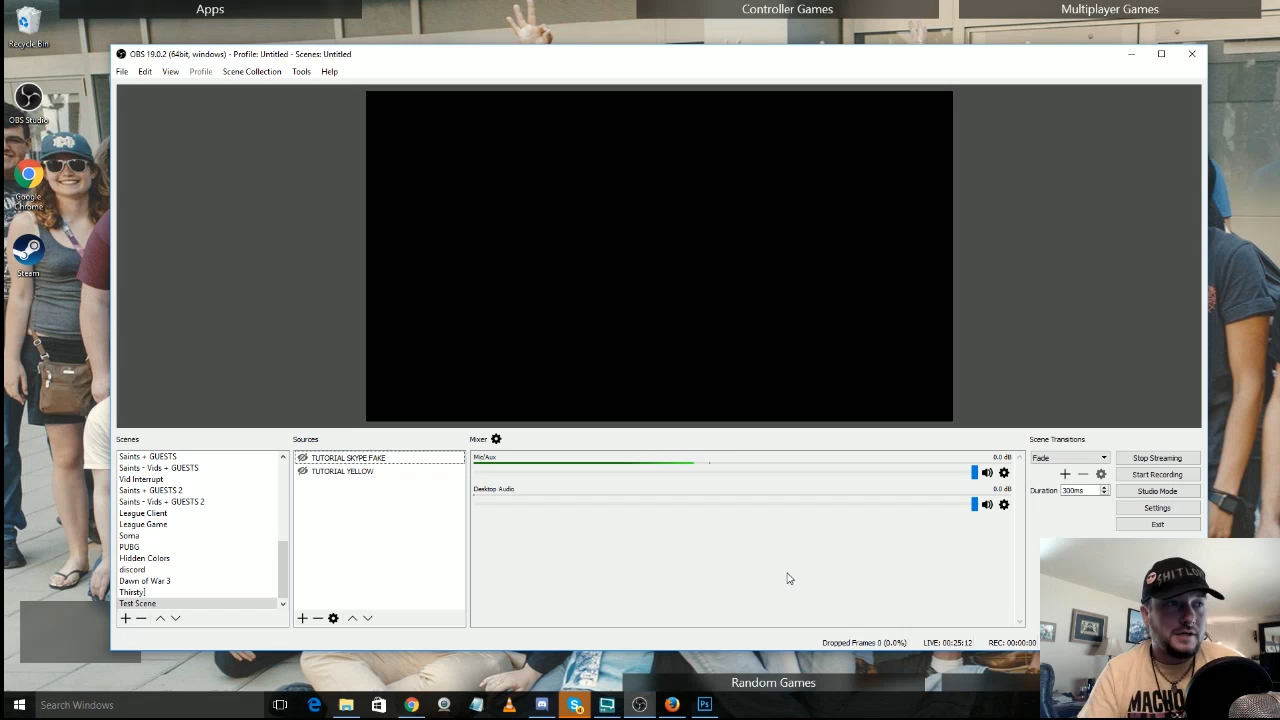 Apps
Controller Games
Multiplayer Games
Recycle Bin
OBS 19.0.2 (64bit, windows) - Profile: Untitled - Scenes: Untitled
File Edit View Profile Scene Collection Tools Help
OBS Studio
Google Chrome
Steam
Scenes
Sources
Mixer
Scene Transitions
Saints + GUESTS
Saints - Vids + GUESTS
Vid Interrupt
Saints + GUESTS 2
Saints - Vids + GUESTS 2
League Client
League Game
Soma
PUBG
Hidden Colors
discord
Dawn of War 3
Thirsty
Test Scene
TUTORIAL SKYPE FAKE
TUTORIAL YELLOW
Mic/Aux 0.0 dB
Desktop Audio 0.0 dB
Fade
Duration 300ms
Stop Streaming
Start Recording
Studio Mode
Settings
Exit
Dropped Frames 0 (0.0%) LIVE: 00:25:12 REC: 00:00:00
MACHO
Random Games
Search Windows